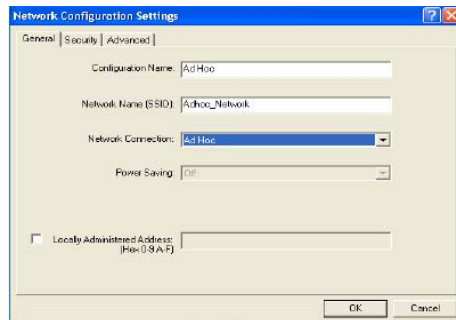 Network Configuration Settings
General Security Advanced
Configuration Name: Ad Hoc
Network Name (SSID): Adhoc_Network
Network Connection: Ad Hoc
Power Saving: Off
Locally Administered Address:
(Hex 0-9 A-F)
OK Cancel